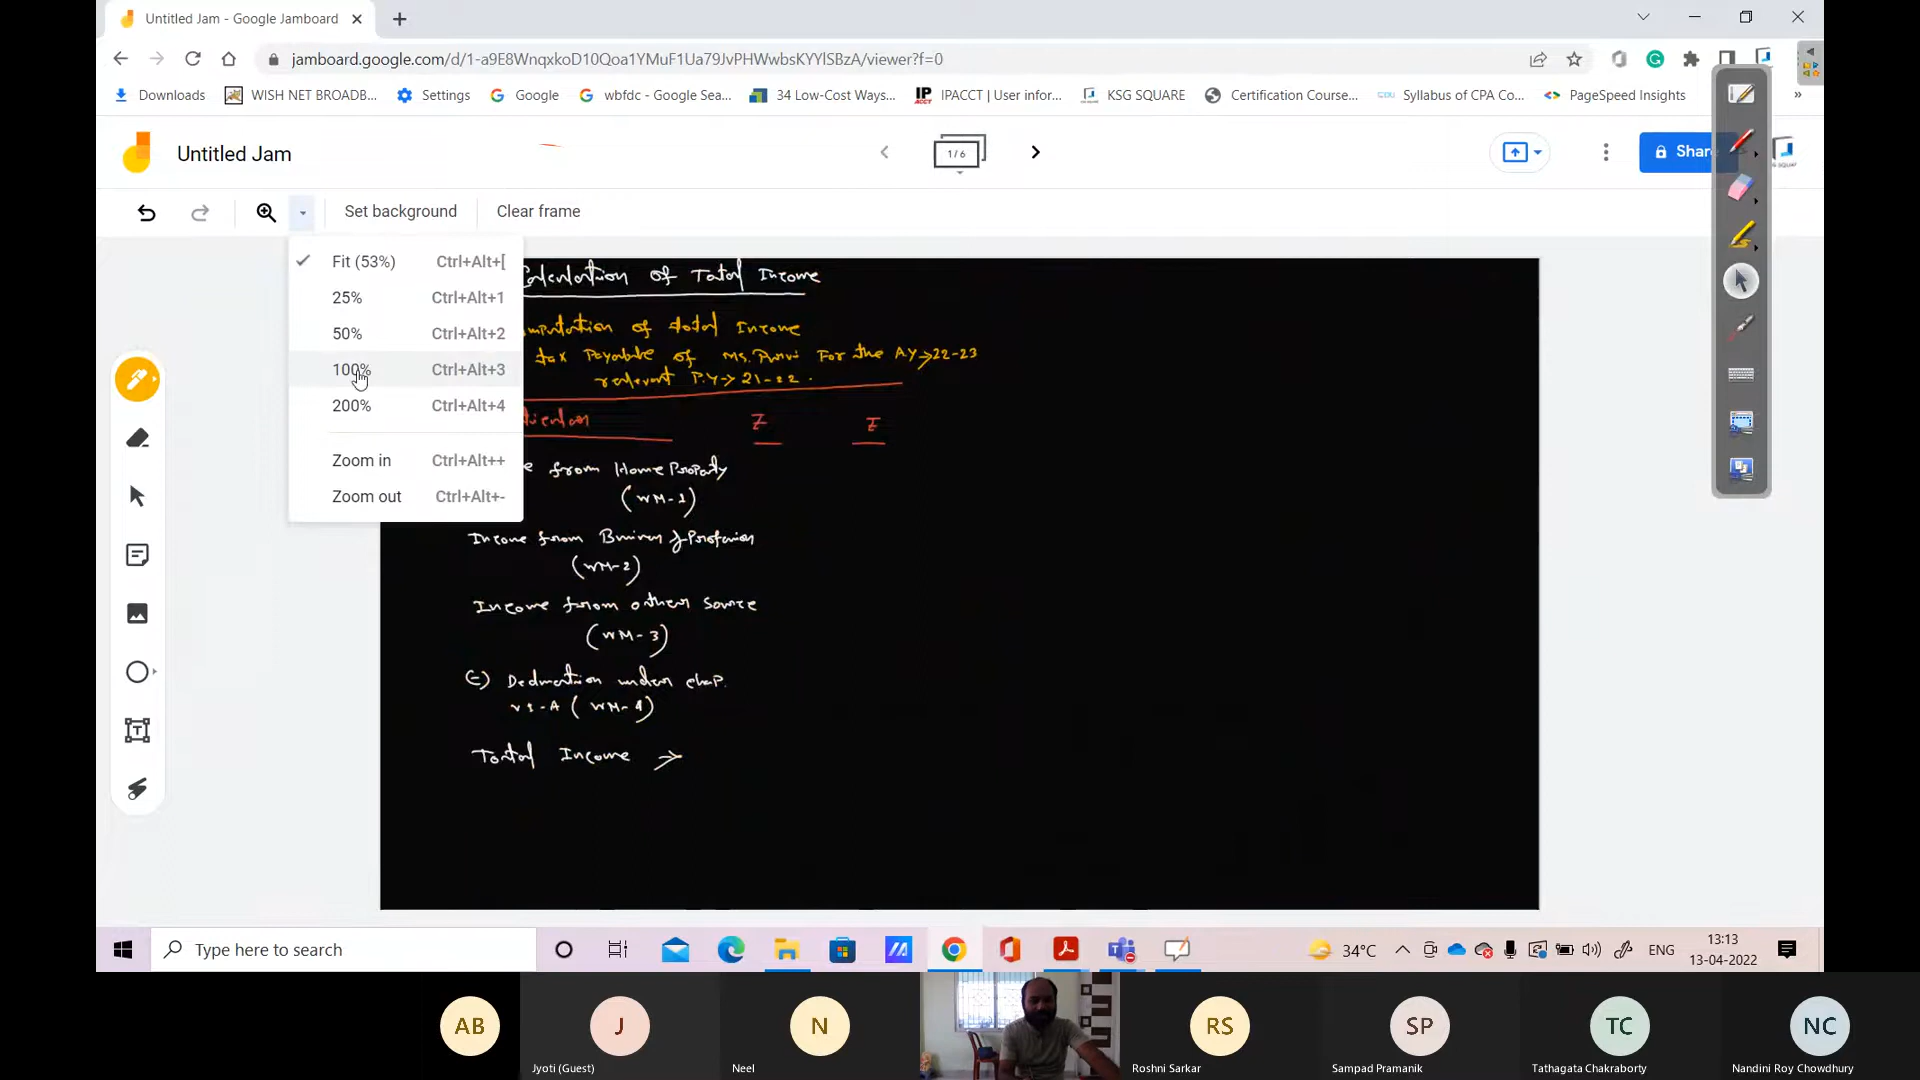 Untitled Jam - Google Jamboard
jamboard.google.com/d/1-a9E8WnqxkoD10Qoa1YMuF1Ua79JvPHWwbsKYYlSBzA/viewer?f=0
Downloads WISH NET BROADB... Settings Google wbfdc - Google Sea... 34 Low-Cost Ways... IPACCT | User infor... KSG SQUARE Certification Course... Syllabus of CPA Co... PageSpeed Insights »
Untitled Jam
1/6
Share
Set background
Clear frame
Fit (53%) Ctrl+Alt+[
25% Ctrl+Alt+1
50% Ctrl+Alt+2
100% Ctrl+Alt+3
200% Ctrl+Alt+4
Zoom in Ctrl+Alt++
Zoom out Ctrl+Alt+-
Calculation of Total Income
of total Income
tax Payable of Ms. For the A.Y→22-23
relevant P.Y→21-22.
from House Property
(WM-1)
Income from Business & Profession
(WM-2)
Income from other source
(WM-3)
(-) Deduction under chap.
VI-A (WM-4)
Total Income →
Type here to search
34°C
ENG
13:13
13-04-2022
AB
J
N
RS
SP
TC
NC
Jyoti (Guest)
Neel
Roshni Sarkar
Sampad Pramanik
Tathagata Chakraborty
Nandini Roy Chowdhury